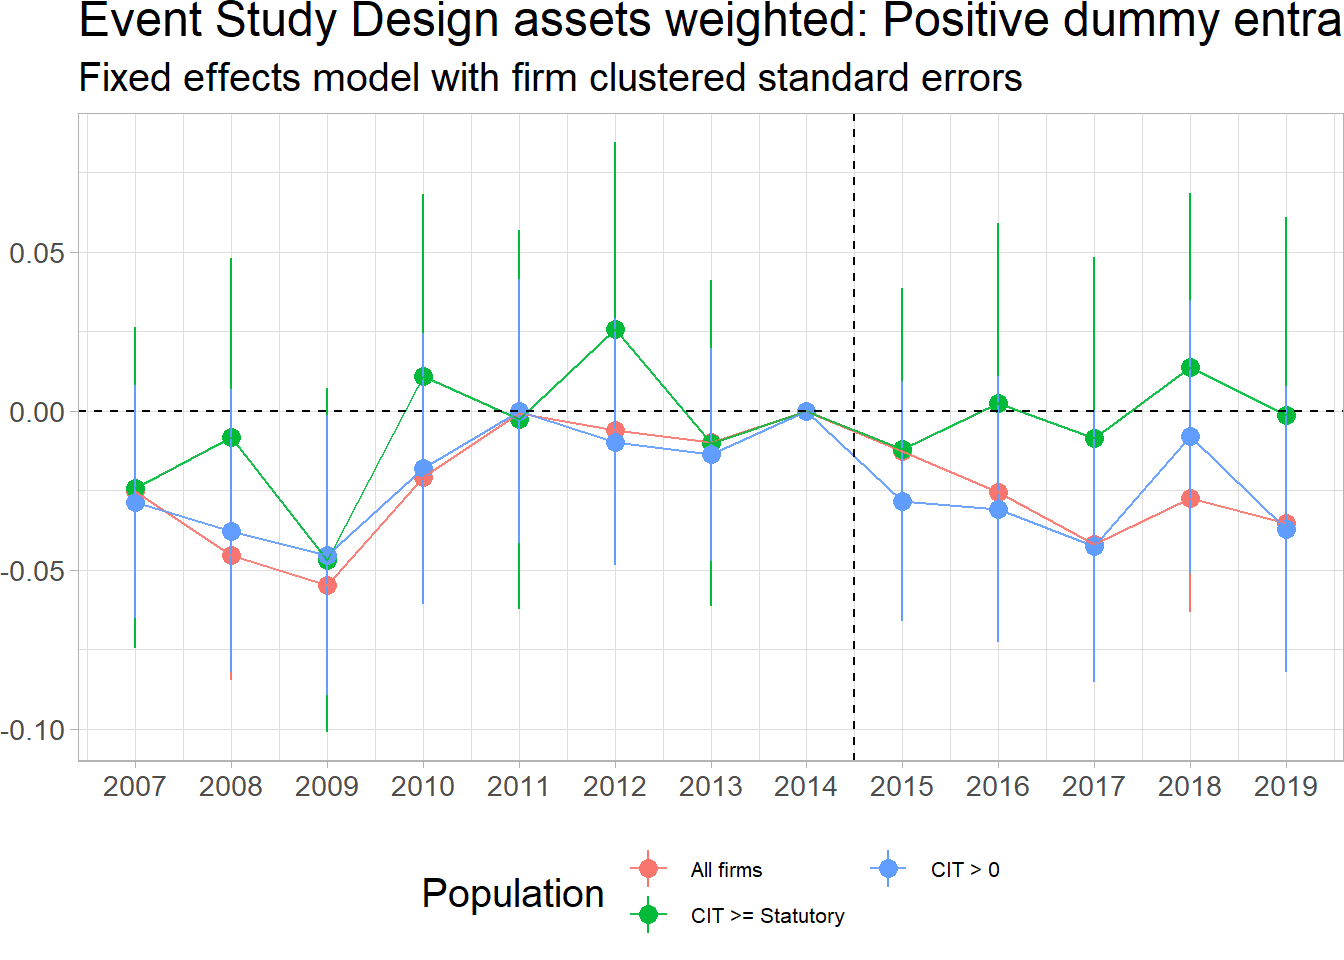 Event Study Design assets weighted: Positive dummy entra
Fixed effects model with firm clustered standard errors
0.05
0.00
-0.05
-0.10
2007 2008 2009 2010 2011 2012 2013 2014 2015 2016 2017 2018 2019
Population
All firms
CIT >= Statutory
CIT > 0